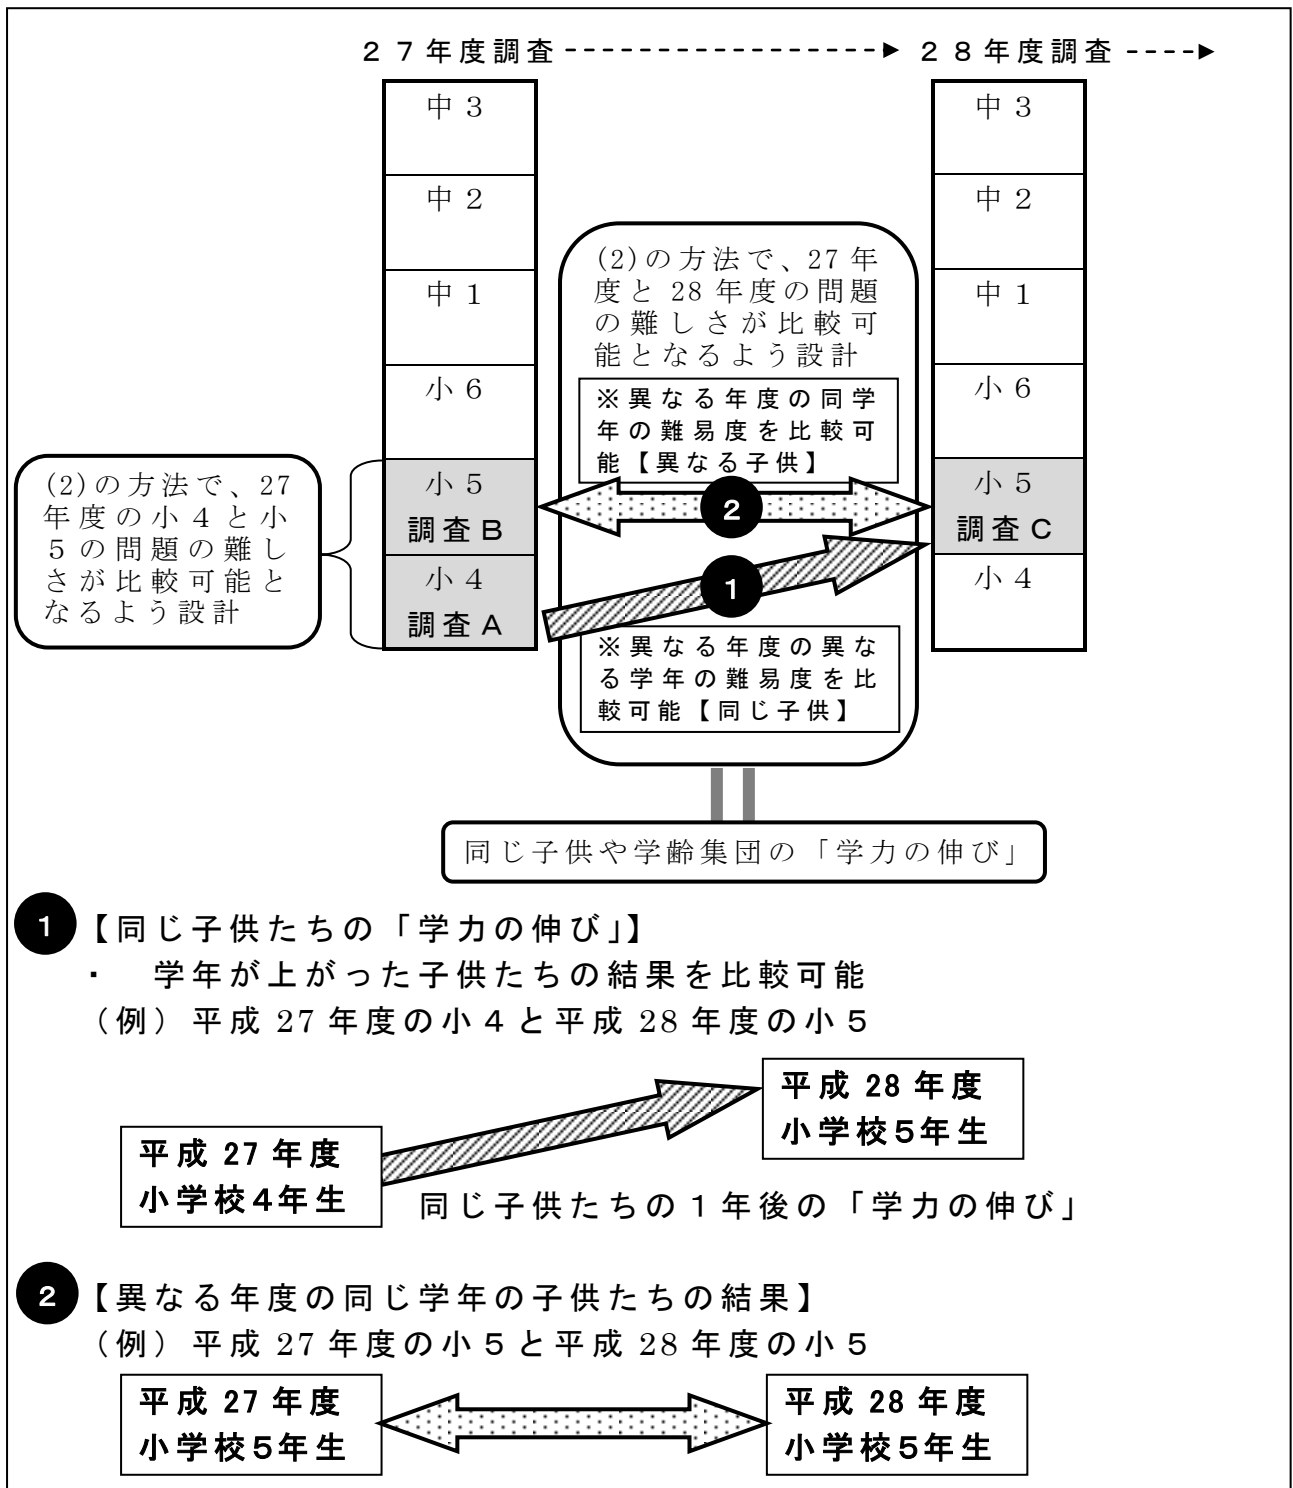 27年度調査
28年度調査
中3
中2
中1
小6
小5
調査B
小4
調査A
中3
中2
中1
小6
小5
調査C
小4
(2)の方法で、27
年度の小4と小
5の問題の難し
さが比較可能と
なるよう設計
(2)の方法で、27年
度と28年度の問題
の難しさが比較可
能となるよう設計
※異なる年度の同学
年の難易度を比較可
能【異なる子供】
2
1
※異なる年度の異な
る学年の難易度を比
較可能【同じ子供】
同じ子供や学齢集団の「学力の伸び」
1 【同じ子供たちの「学力の伸び」】
・ 学年が上がった子供たちの結果を比較可能
(例)平成27年度の小4と平成28年度の小5
平成28年度
小学校5年生
平成27年度
小学校4年生
同じ子供たちの1年後の「学力の伸び」
2 【異なる年度の同じ学年の子供たちの結果】
(例)平成27年度の小5と平成28年度の小5
平成27年度
小学校5年生
平成28年度
小学校5年生